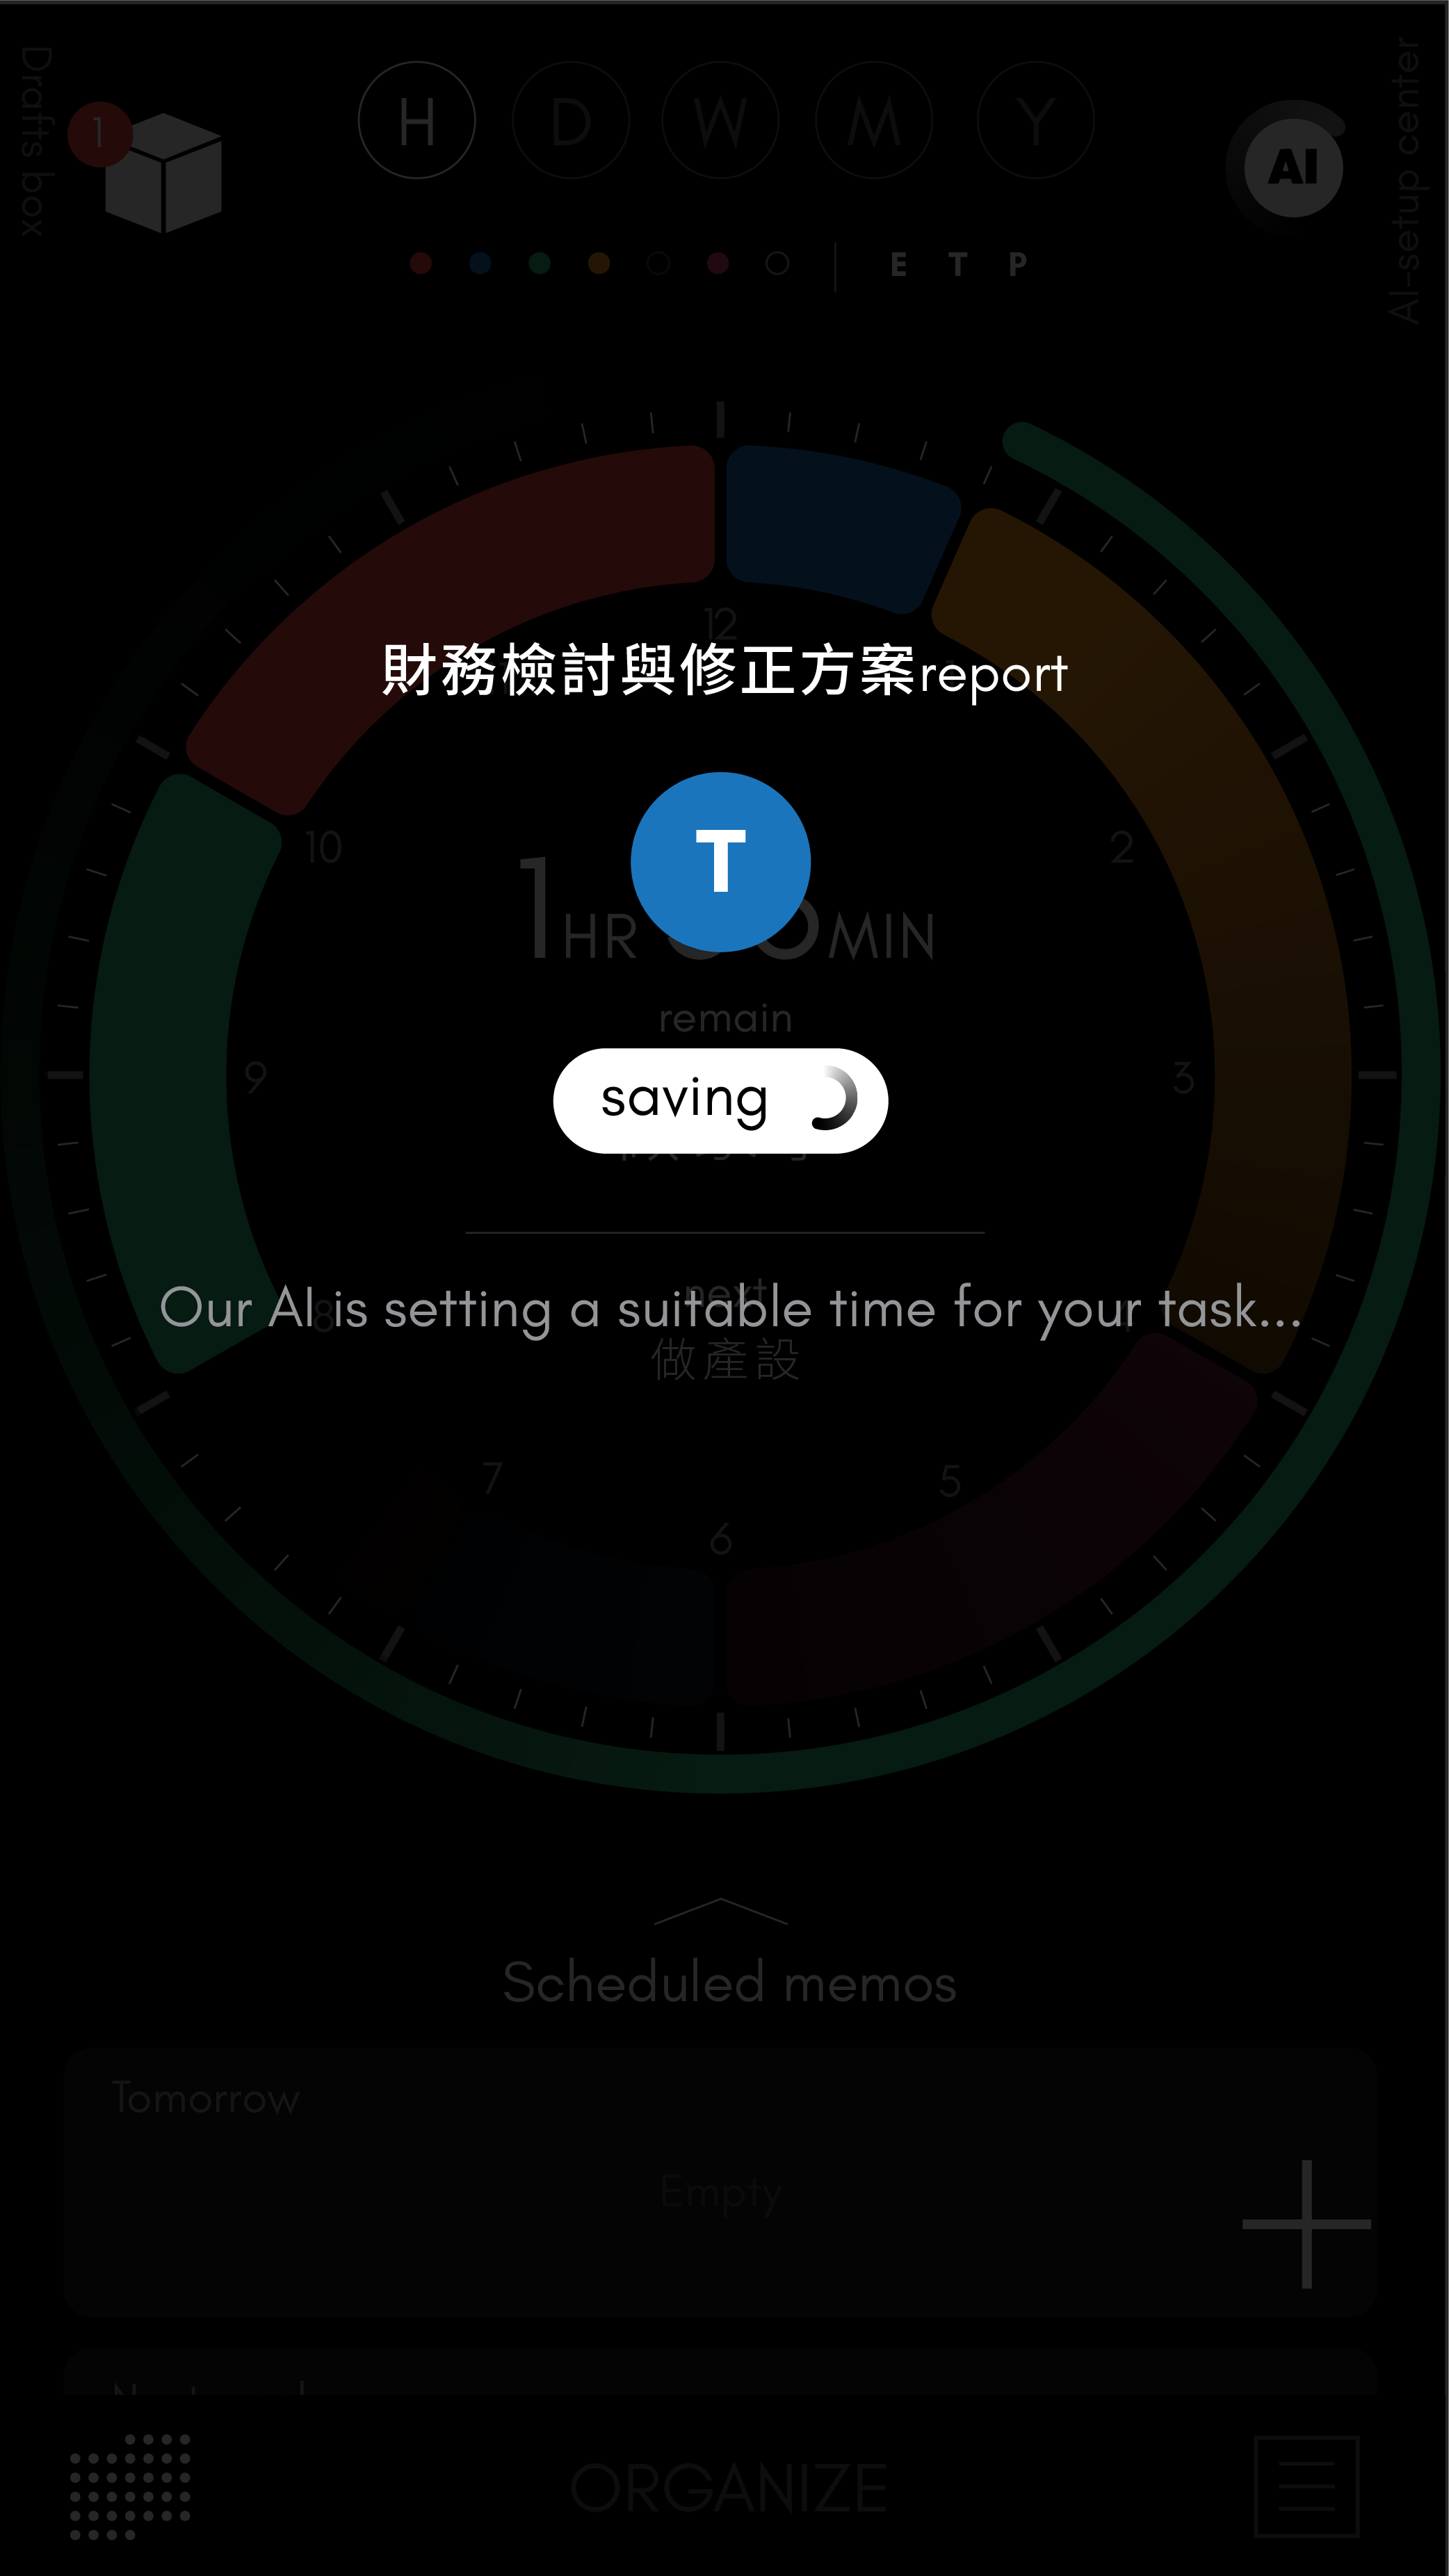 Drafts box
1
H D W M Y
AI
AI-setup center
E T P
12
財務檢討與修正方案report
T
10
2
1HR
MIN
remain
9
3
saving
next
Our AI is setting a suitable time for your task...
8
做產設
7
5
6
Scheduled memos
Tomorrow
Empty
ORGANIZE